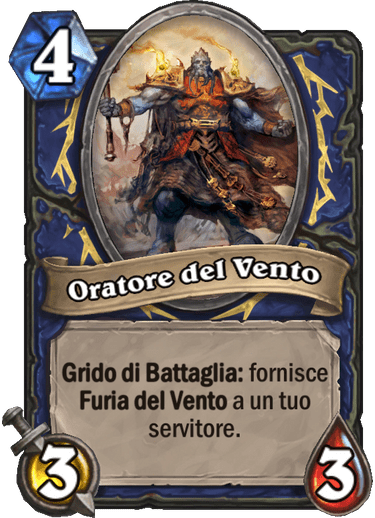 4
Oratore del Vento
Grido di Battaglia: fornisce
Furia del Vento a un tuo
servitore.
3
3